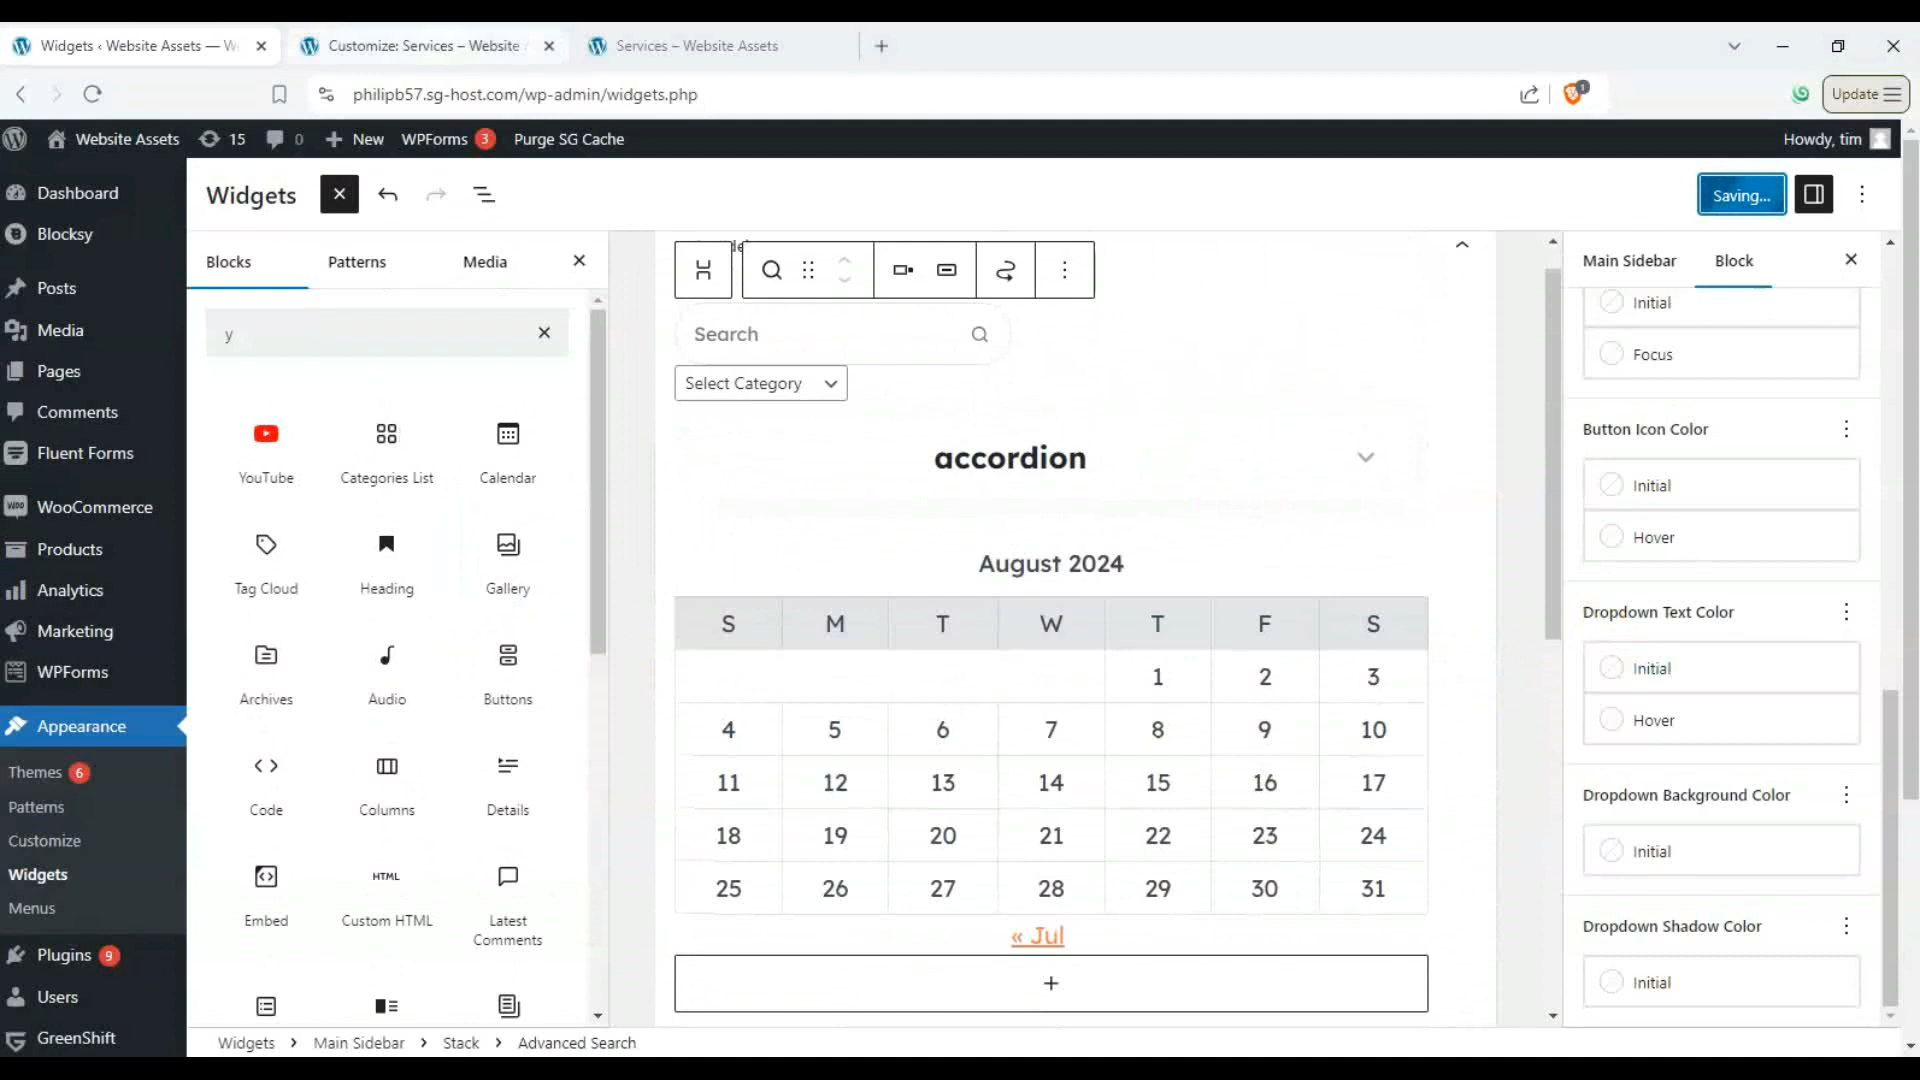 Widgets ‹ Website Assets — W
Customize: Services – Website
Services – Website Assets
philipb57.sg-host.com/wp-admin/widgets.php
1
Update
Website Assets
15
0
New
WPForms 3
Purge SG Cache
Howdy, tim
Dashboard
Blocksy
Posts
Media
Pages
Comments
Fluent Forms
WooCommerce
Products
Analytics
Marketing
WPForms
Appearance
Themes 6
Patterns
Customize
Widgets
Menus
Plugins 9
Users
GreenShift
Widgets
Saving...
Blocks
Patterns
Media
y
YouTube
Categories List
Calendar
Tag Cloud
Heading
Gallery
Archives
Audio
Buttons
Code
Columns
Details
Embed
HTML
Custom HTML
Latest
Comments
Search
Select Category
accordion
August 2024
S M T W T F S
1 2 3
4 5 6 7 8 9 10
11 12 13 14 15 16 17
18 19 20 21 22 23 24
25 26 27 28 29 30 31
« Jul
+
Main Sidebar
Block
Initial
Focus
Button Icon Color
Initial
Hover
Dropdown Text Color
Initial
Hover
Dropdown Background Color
Initial
Dropdown Shadow Color
Initial
Widgets > Main Sidebar > Stack > Advanced Search